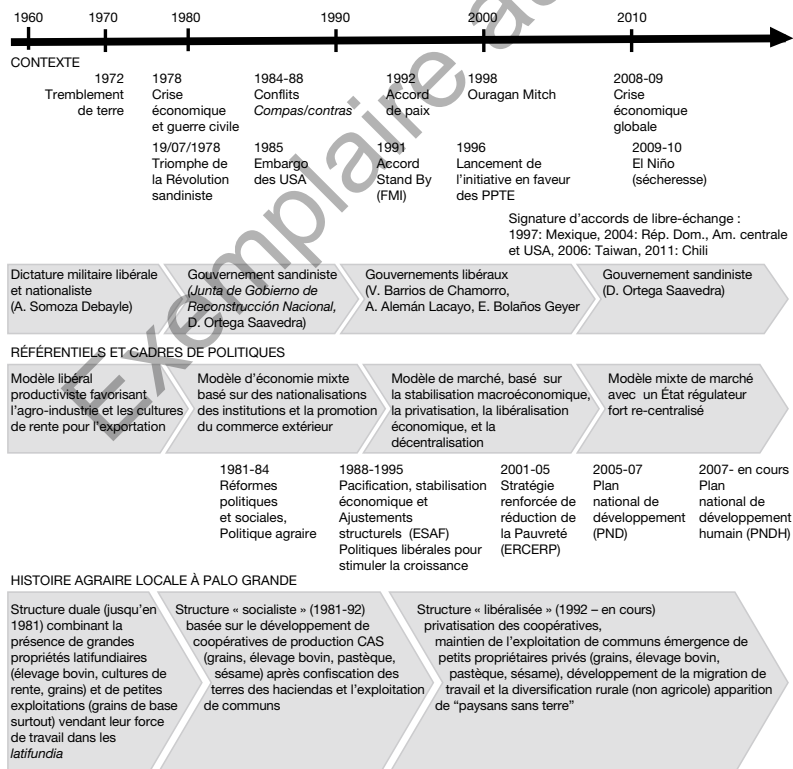 1960 1970 1980 1990 2000 2010
CONTEXTE
1972
Tremblement
de terre
1978
Crise
économique
et guerre civile
1984-88
Conflits
Compas/contras
1992
Accord
de paix
1998
Ouragan Mitch
2008-09
Crise
économique
globale
19/07/1978
Triomphe de
la Révolution
sandiniste
1985
Embargo
des USA
1991
Accord
Stand By
(FMI)
1996
Lancement de
l'initiative en faveur
des PPTE
2009-10
El Niño
(sécheresse)
Signature d'accords de libre-échange :
1997: Mexique, 2004: Rép. Dom., Am. centrale
et USA, 2006: Taiwan, 2011: Chili
Dictature militaire libérale
et nationaliste
(A. Somoza Debayle)
Gouvernement sandiniste
(Junta de Gobierno de
Reconstrucción Nacional,
D. Ortega Saavedra)
Gouvernements libéraux
(V. Barrios de Chamorro,
A. Alemán Lacayo, E. Bolaños Geyer
Gouvernement sandiniste
(D. Ortega Saavedra)
RÉFÉRENTIELS ET CADRES DE POLITIQUES
Modèle libéral
productiviste favorisant
l'agro-industrie et les cultures
de rente pour l'exportation
Modèle d'économie mixte
basé sur des nationalisations
des institutions et la promotion
du commerce extérieur
Modèle de marché, basé sur
la stabilisation macroéconomique,
la privatisation, la libéralisation
économique, et la
décentralisation
Modèle mixte de marché
avec un État régulateur
fort re-centralisé
1981-84
Réformes
politiques
et sociales,
Politique agraire
1988-1995
Pacification, stabilisation
économique et
Ajustements
structurels (ESAF)
Politiques libérales pour
stimuler la croissance
2001-05
Stratégie
renforcée de
réduction de
la Pauvreté
(ERCERP)
2005-07
Plan
national de
développement
(PND)
2007- en cours
Plan
national de
développement
humain (PNDH)
HISTOIRE AGRAIRE LOCALE À PALO GRANDE
Structure duale (jusqu'en
1981) combinant la
présence de grandes
propriétés latifundiaires
(élevage bovin, cultures de
rente, grains) et de petites
exploitations (grains de base
surtout) vendant leur force
de travail dans les
latifundia
Structure « socialiste » (1981-92)
basée sur le développement de
coopératives de production CAS
(grains, élevage bovin, pastèque,
sésame) après confiscation des
terres des haciendas et l'exploitation
de communs
Structure « libéralisée » (1992 – en cours)
privatisation des coopératives,
maintien de l'exploitation de communs émergence de
petits propriétaires privés (grains, élevage bovin,
pastèque, sésame), développement de la migration de
travail et la diversification rurale (non agricole) apparition
de "paysans sans terre"
Exemplaire